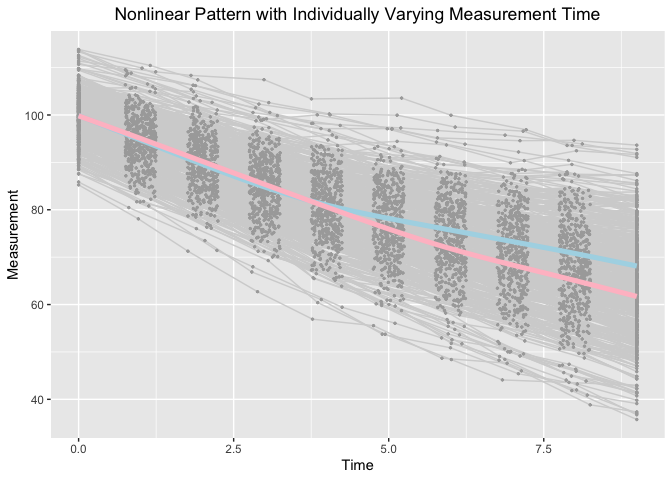 Nonlinear Pattern with Individually Varying Measurement Time
Measurement
100
80
60
40
0.0 2.5 5.0 7.5
Time